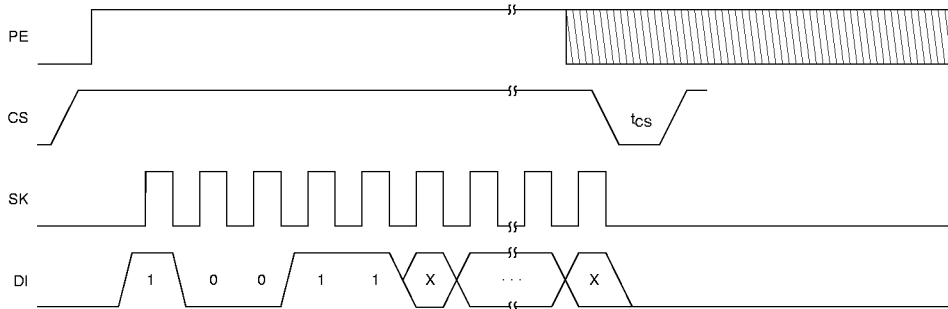 PE
CS
tCS
SK
DI
1 0 0 1 1 X ... X